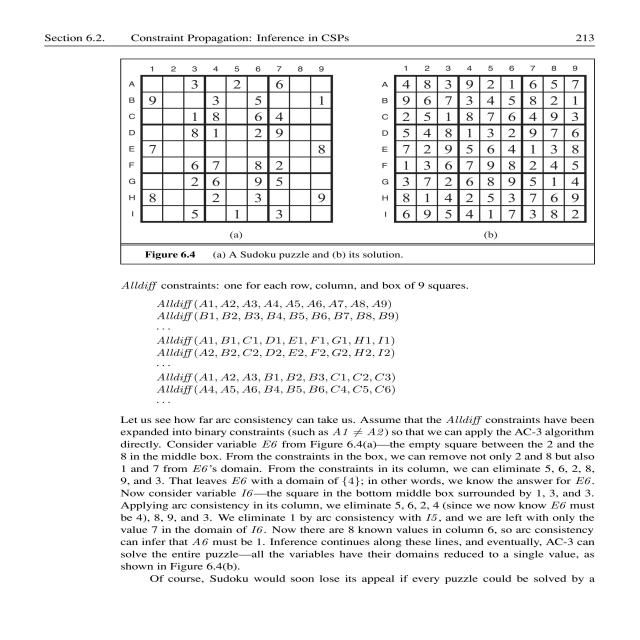 Section 6.2. Constraint Propagation: Inference in CSPs 213
1 2 3 4 5 6 7 8 9
A 3 2 6
B 9 3 5 1
C 1 8 6 4
D 8 1 2 9
E 7 8
F 6 7 8 2
G 2 6 9 5
H 8 2 3 9
I 5 1 3
(a)
1 2 3 4 5 6 7 8 9
A 4 8 3 9 2 1 6 5 7
B 9 6 7 3 4 5 8 2 1
C 2 5 1 8 7 6 4 9 3
D 5 4 8 1 3 2 9 7 6
E 7 2 9 5 6 4 1 3 8
F 1 3 6 7 9 8 2 4 5
G 3 7 2 6 8 9 5 1 4
H 8 1 4 2 5 3 7 6 9
I 6 9 5 4 1 7 3 8 2
(b)
Figure 6.4 (a) A Sudoku puzzle and (b) its solution.
Alldiff constraints: one for each row, column, and box of 9 squares.
Alldiff (A1, A2, A3, A4, A5, A6, A7, A8, A9)
Alldiff (B1, B2, B3, B4, B5, B6, B7, B8, B9)
. . .
Alldiff (A1, B1, C1, D1, E1, F1, G1, H1, I1)
Alldiff (A2, B2, C2, D2, E2, F2, G2, H2, I2)
. . .
Alldiff (A1, A2, A3, B1, B2, B3, C1, C2, C3)
Alldiff (A4, A5, A6, B4, B5, B6, C4, C5, C6)
. . .
Let us see how far arc consistency can take us. Assume that the Alldiff constraints have been
expanded into binary constraints (such as A1 ≠ A2) so that we can apply the AC-3 algorithm
directly. Consider variable E6 from Figure 6.4(a)—the empty square between the 2 and the
8 in the middle box. From the constraints in the box, we can remove not only 2 and 8 but also
1 and 7 from E6's domain. From the constraints in its column, we can eliminate 5, 6, 2, 8,
9, and 3. That leaves E6 with a domain of {4}; in other words, we know the answer for E6.
Now consider variable I6—the square in the bottom middle box surrounded by 1, 3, and 3.
Applying arc consistency in its column, we eliminate 5, 6, 2, 4 (since we now know E6 must
be 4), 8, 9, and 3. We eliminate 1 by arc consistency with I5, and we are left with only the
value 7 in the domain of I6. Now there are 8 known values in column 6, so arc consistency
can infer that A6 must be 1. Inference continues along these lines, and eventually, AC-3 can
solve the entire puzzle—all the variables have their domains reduced to a single value, as
shown in Figure 6.4(b).
Of course, Sudoku would soon lose its appeal if every puzzle could be solved by a